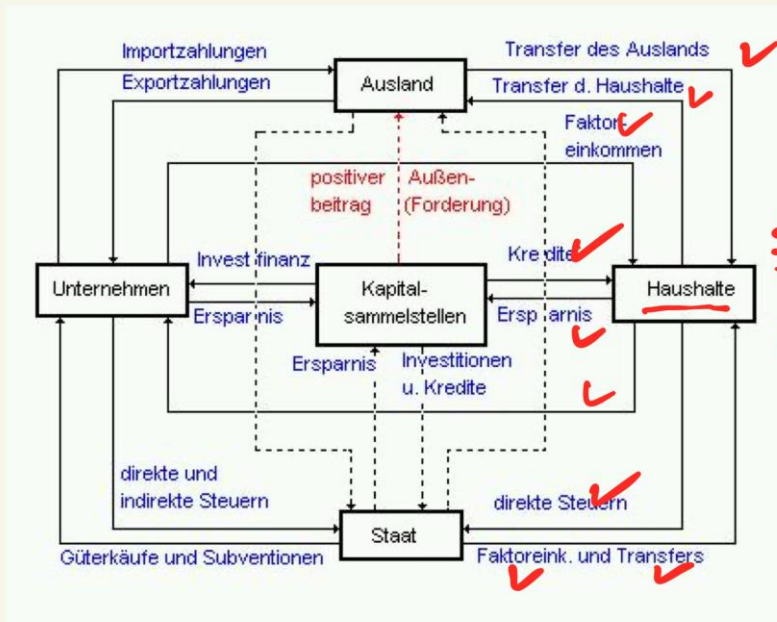 Importzahlungen
Transfer des Auslands
Exportzahlungen
Ausland
Transfer d. Haushalte
Faktor-
einkommen
positiver Außen-
beitrag (Forderung)
Invest finanz
Kredite
Unternehmen
Kapital-
sammelstellen
Haushalte
Ersparnis
Ersparnis
Ersparnis
Investitionen
u. Kredite
direkte und
indirekte Steuern
direkte Steuern
Staat
Güterkäufe und Subventionen
Faktoreink. und Transfers